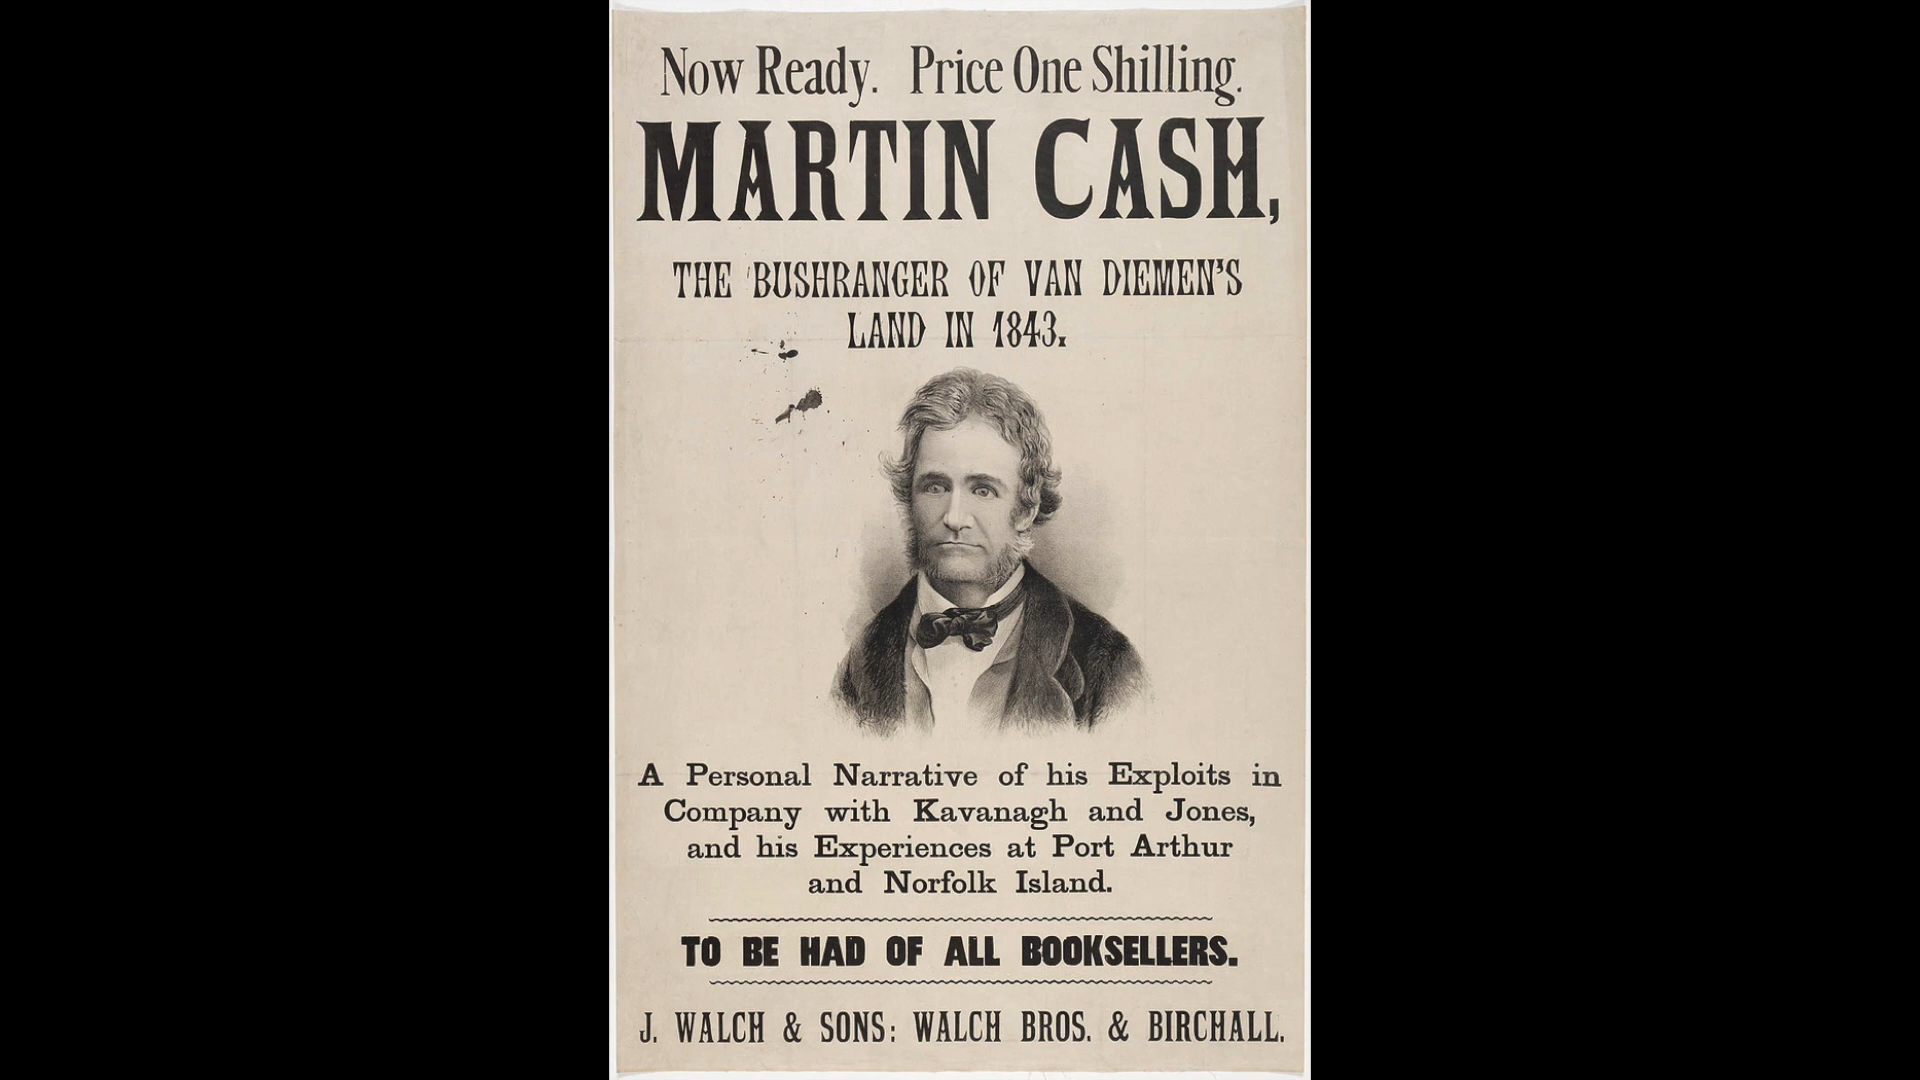 Now Ready. Price One Shilling.
MARTIN CASH,
THE BUSHRANGER OF VAN DIEMEN'S
LAND IN 1843.
A Personal Narrative of his Exploits in
Company with Kavanagh and Jones,
and his Experiences at Port Arthur
and Norfolk Island.
TO BE HAD OF ALL BOOKSELLERS.
J. WALCH & SONS: WALCH BROS. & BIRCHALL.